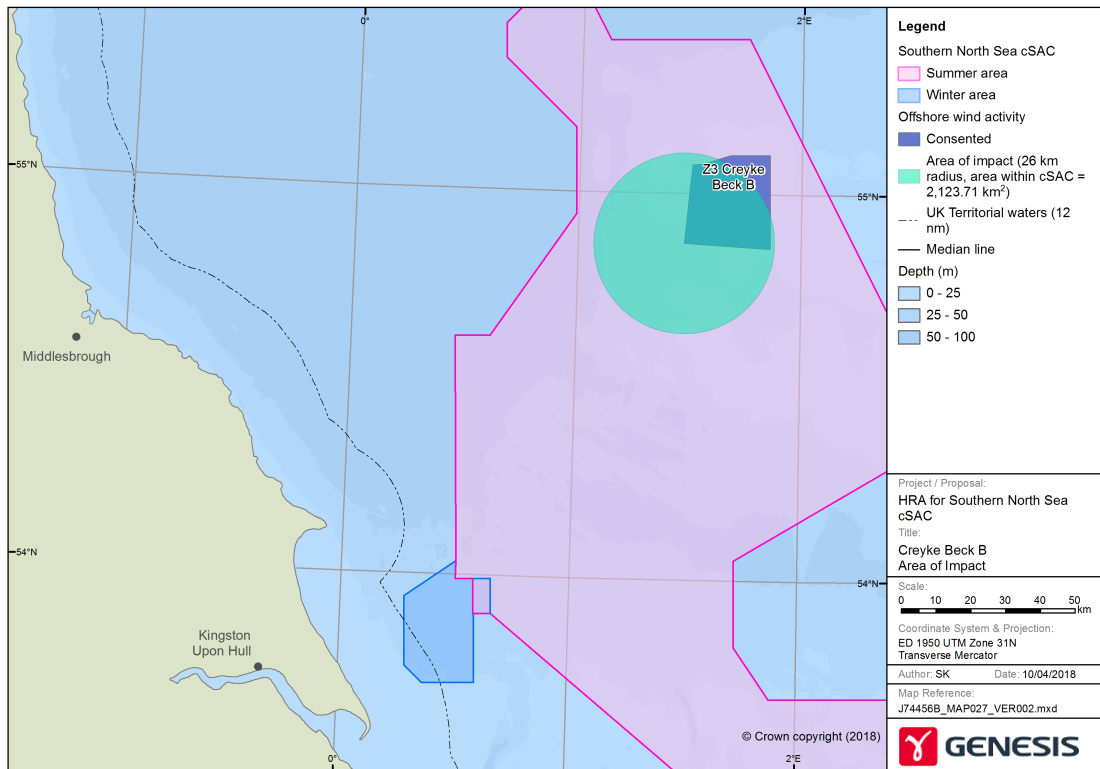 0°
2°E
55°N
55°N
Z3 Creyke
Beck B
Middlesbrough
54°N
54°N
Kingston
Upon Hull
0°
2°E
© Crown copyright (2018)
Legend
Southern North Sea cSAC
Summer area
Winter area
Offshore wind activity
Consented
Area of impact (26 km
radius, area within cSAC =
2,123.71 km²)
UK Territorial waters (12
nm)
Median line
Depth (m)
0 - 25
25 - 50
50 - 100
Project / Proposal:
HRA for Southern North Sea
cSAC
Title:
Creyke Beck B
Area of Impact
Scale:
0 10 20 30 40 50
km
Coordinate System & Projection:
ED 1950 UTM Zone 31N
Transverse Mercator
Author: SK Date: 10/04/2018
Map Reference:
J74456B_MAP027_VER002.mxd
GENESIS